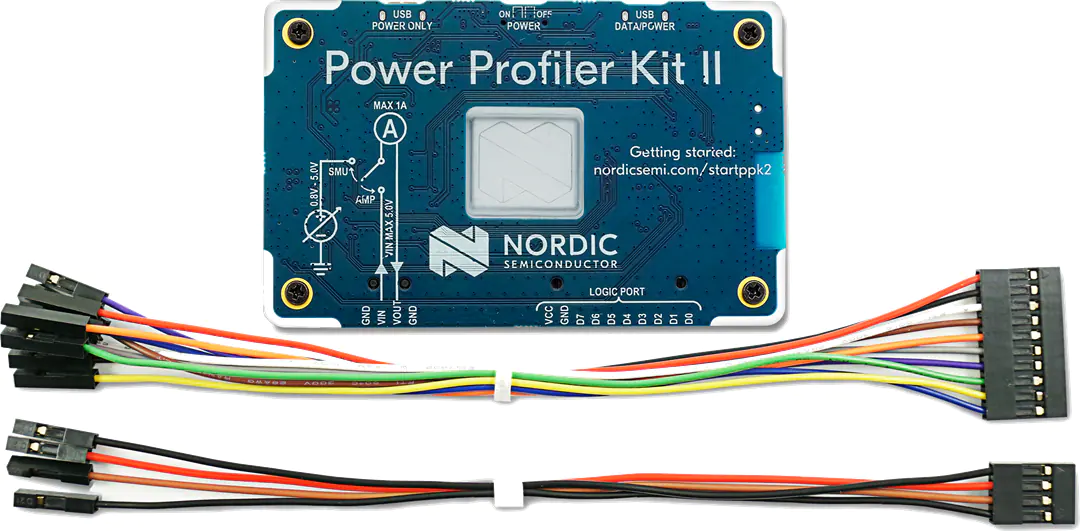 USB
POWER ONLY
ON OFF
POWER
USB
DATA/POWER
Power Profiler Kit II
MAX 1A
A
SMU
AMP
0.8V - 5.0V
VIN MAX 5.0V
Getting started:
nordicsemi.com/startppk2
NORDIC
SEMICONDUCTOR
LOGIC PORT
GND
VIN
VOUT
GND
VCC
GND
D7
D6
D5
D4
D3
D2
D1
D0